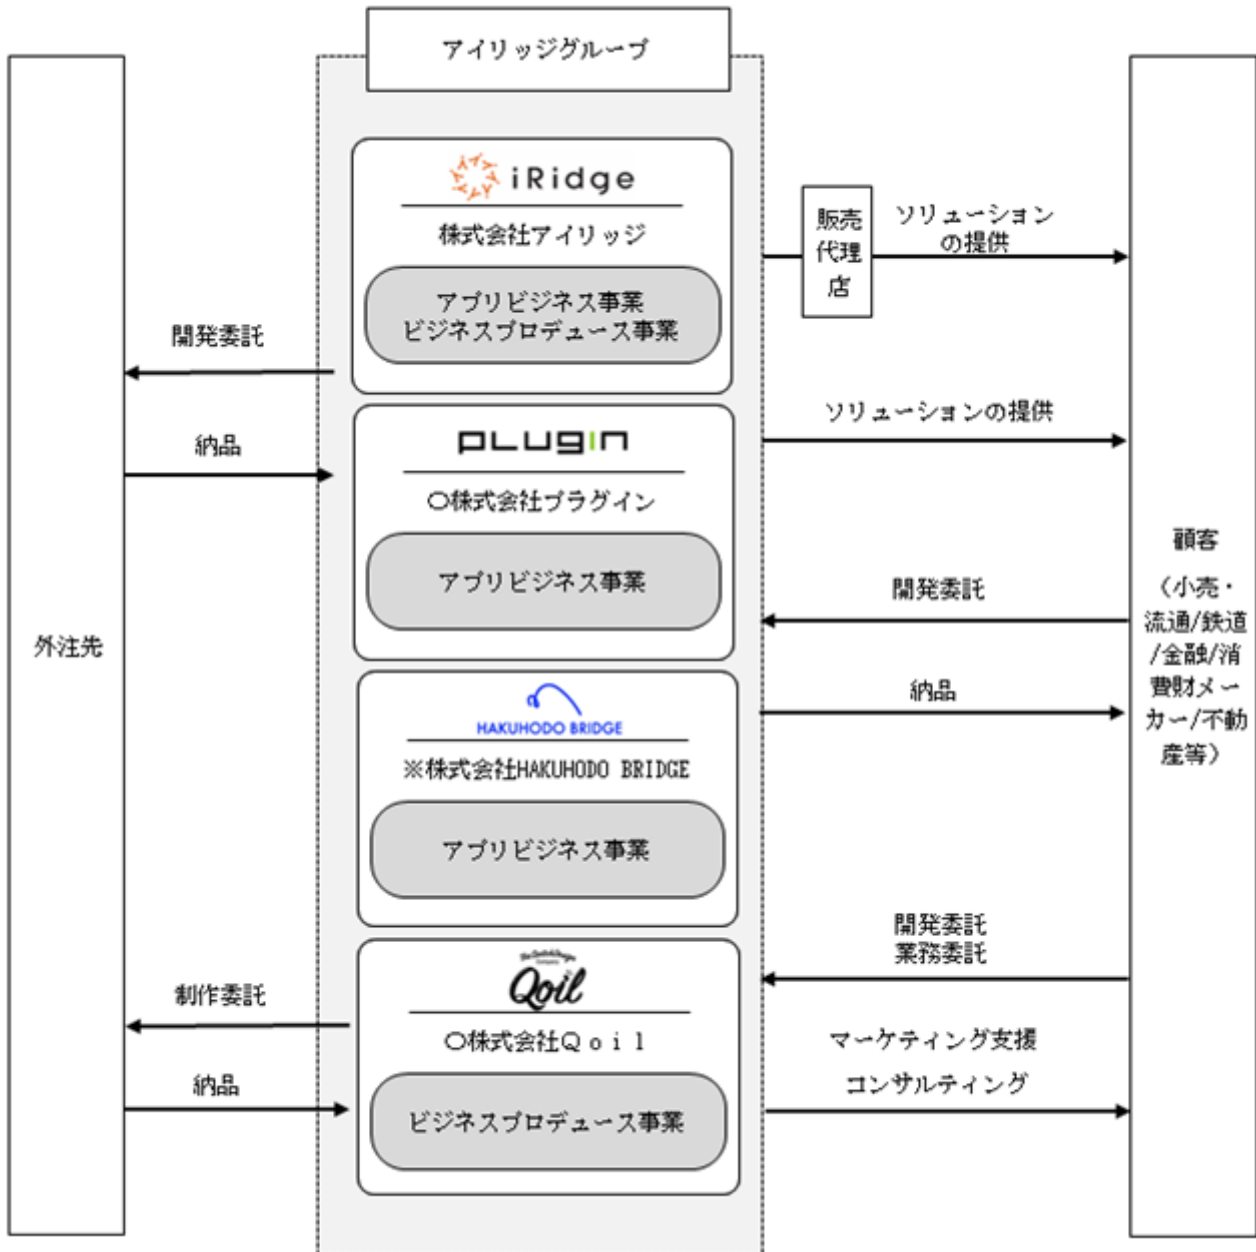 アイリッジグループ
外注先
開発委託
納品
制作委託
納品
iRidge
株式会社アイリッジ
アプリビジネス事業
ビジネスプロデュース事業
PLUGIN
〇株式会社プラグイン
アプリビジネス事業
HAKUHODO BRIDGE
※株式会社HAKUHODO BRIDGE
アプリビジネス事業
Qoil
〇株式会社Qoil
ビジネスプロデュース事業
販売
代理
店
ソリューション
の提供
ソリューションの提供
開発委託
納品
開発委託
業務委託
マーケティング支援
コンサルティング
顧客
（小売・
流通/鉄道
/金融/消
費財メー
カー/不動
産等）